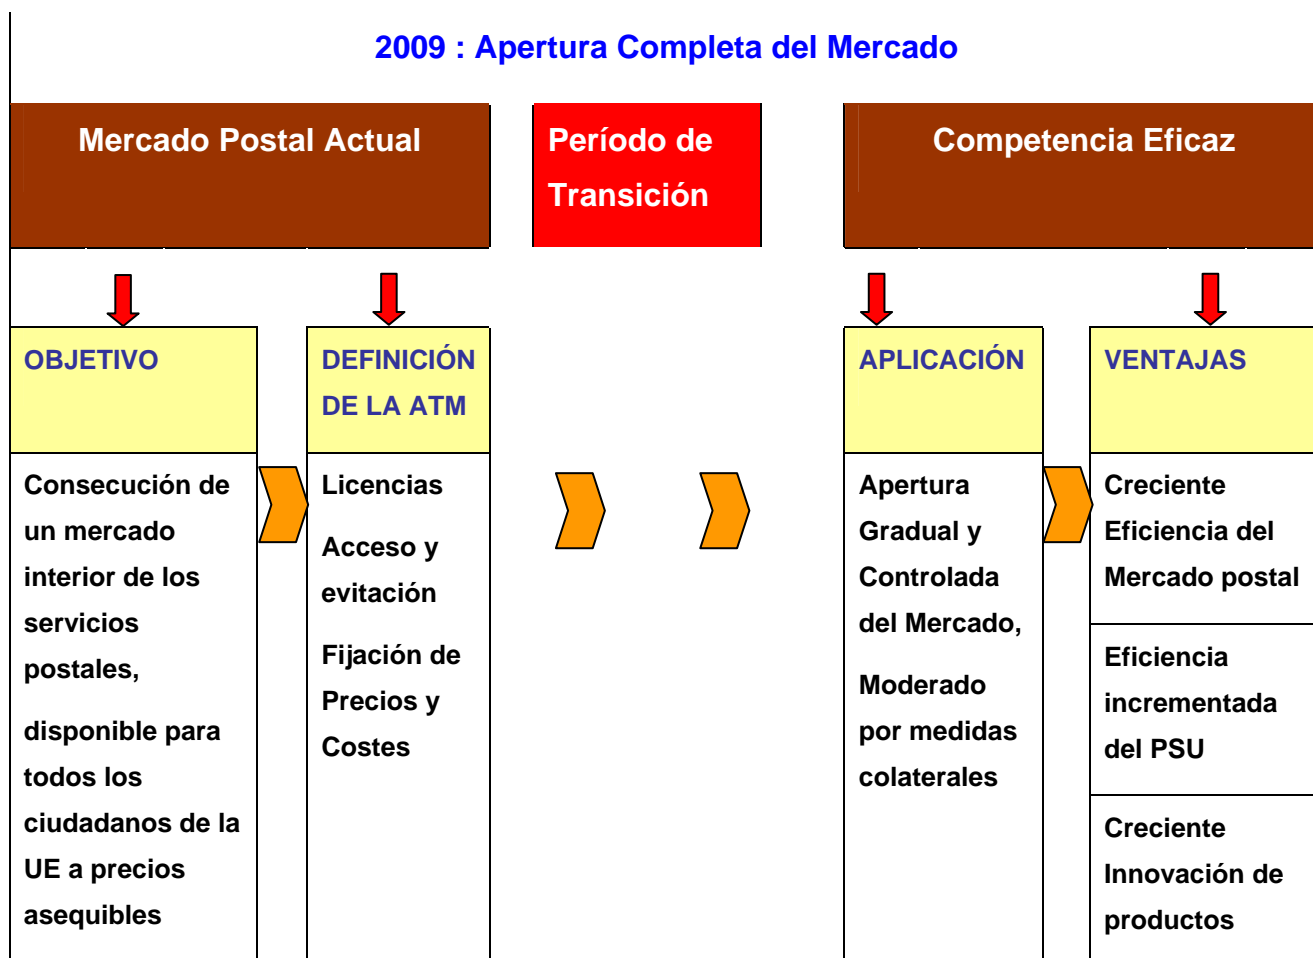 2009 : Apertura Completa del Mercado
Mercado Postal Actual
Período de
Transición
Competencia Eficaz
OBJETIVO
DEFINICIÓN
DE LA ATM
APLICACIÓN
VENTAJAS
Consecución de
un mercado
interior de los
servicios
postales,
disponible para
todos los
ciudadanos de la
UE a precios
asequibles
Licencias
Acceso y
evitación
Fijación de
Precios y
Costes
Apertura
Gradual y
Controlada
del Mercado,
Moderado
por medidas
colaterales
Creciente
Eficiencia del
Mercado postal
Eficiencia
incrementada
del PSU
Creciente
Innovación de
productos